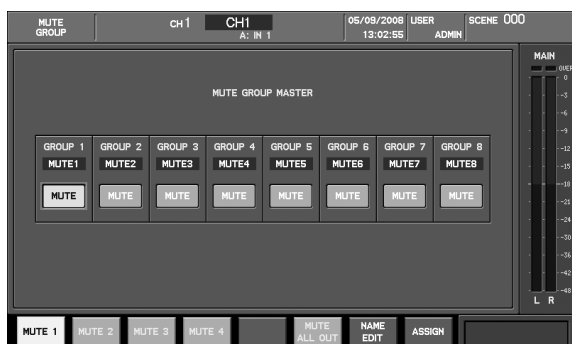 MUTE GROUP
CH 1 CH1
A: IN 1
05/09/2008
13:02:55
USER
ADMIN
SCENE 000
MUTE GROUP MASTER
GROUP 1 GROUP 2 GROUP 3 GROUP 4 GROUP 5 GROUP 6 GROUP 7 GROUP 8
MUTE1 MUTE2 MUTE3 MUTE4 MUTE5 MUTE6 MUTE7 MUTE8
MUTE MUTE MUTE MUTE MUTE MUTE MUTE MUTE
MAIN
OVER
0
-3
-6
-9
-12
-15
-18
-21
-24
-30
-36
-42
-48
L R
MUTE 1 MUTE 2 MUTE 3 MUTE 4 MUTE ALL OUT NAME EDIT ASSIGN